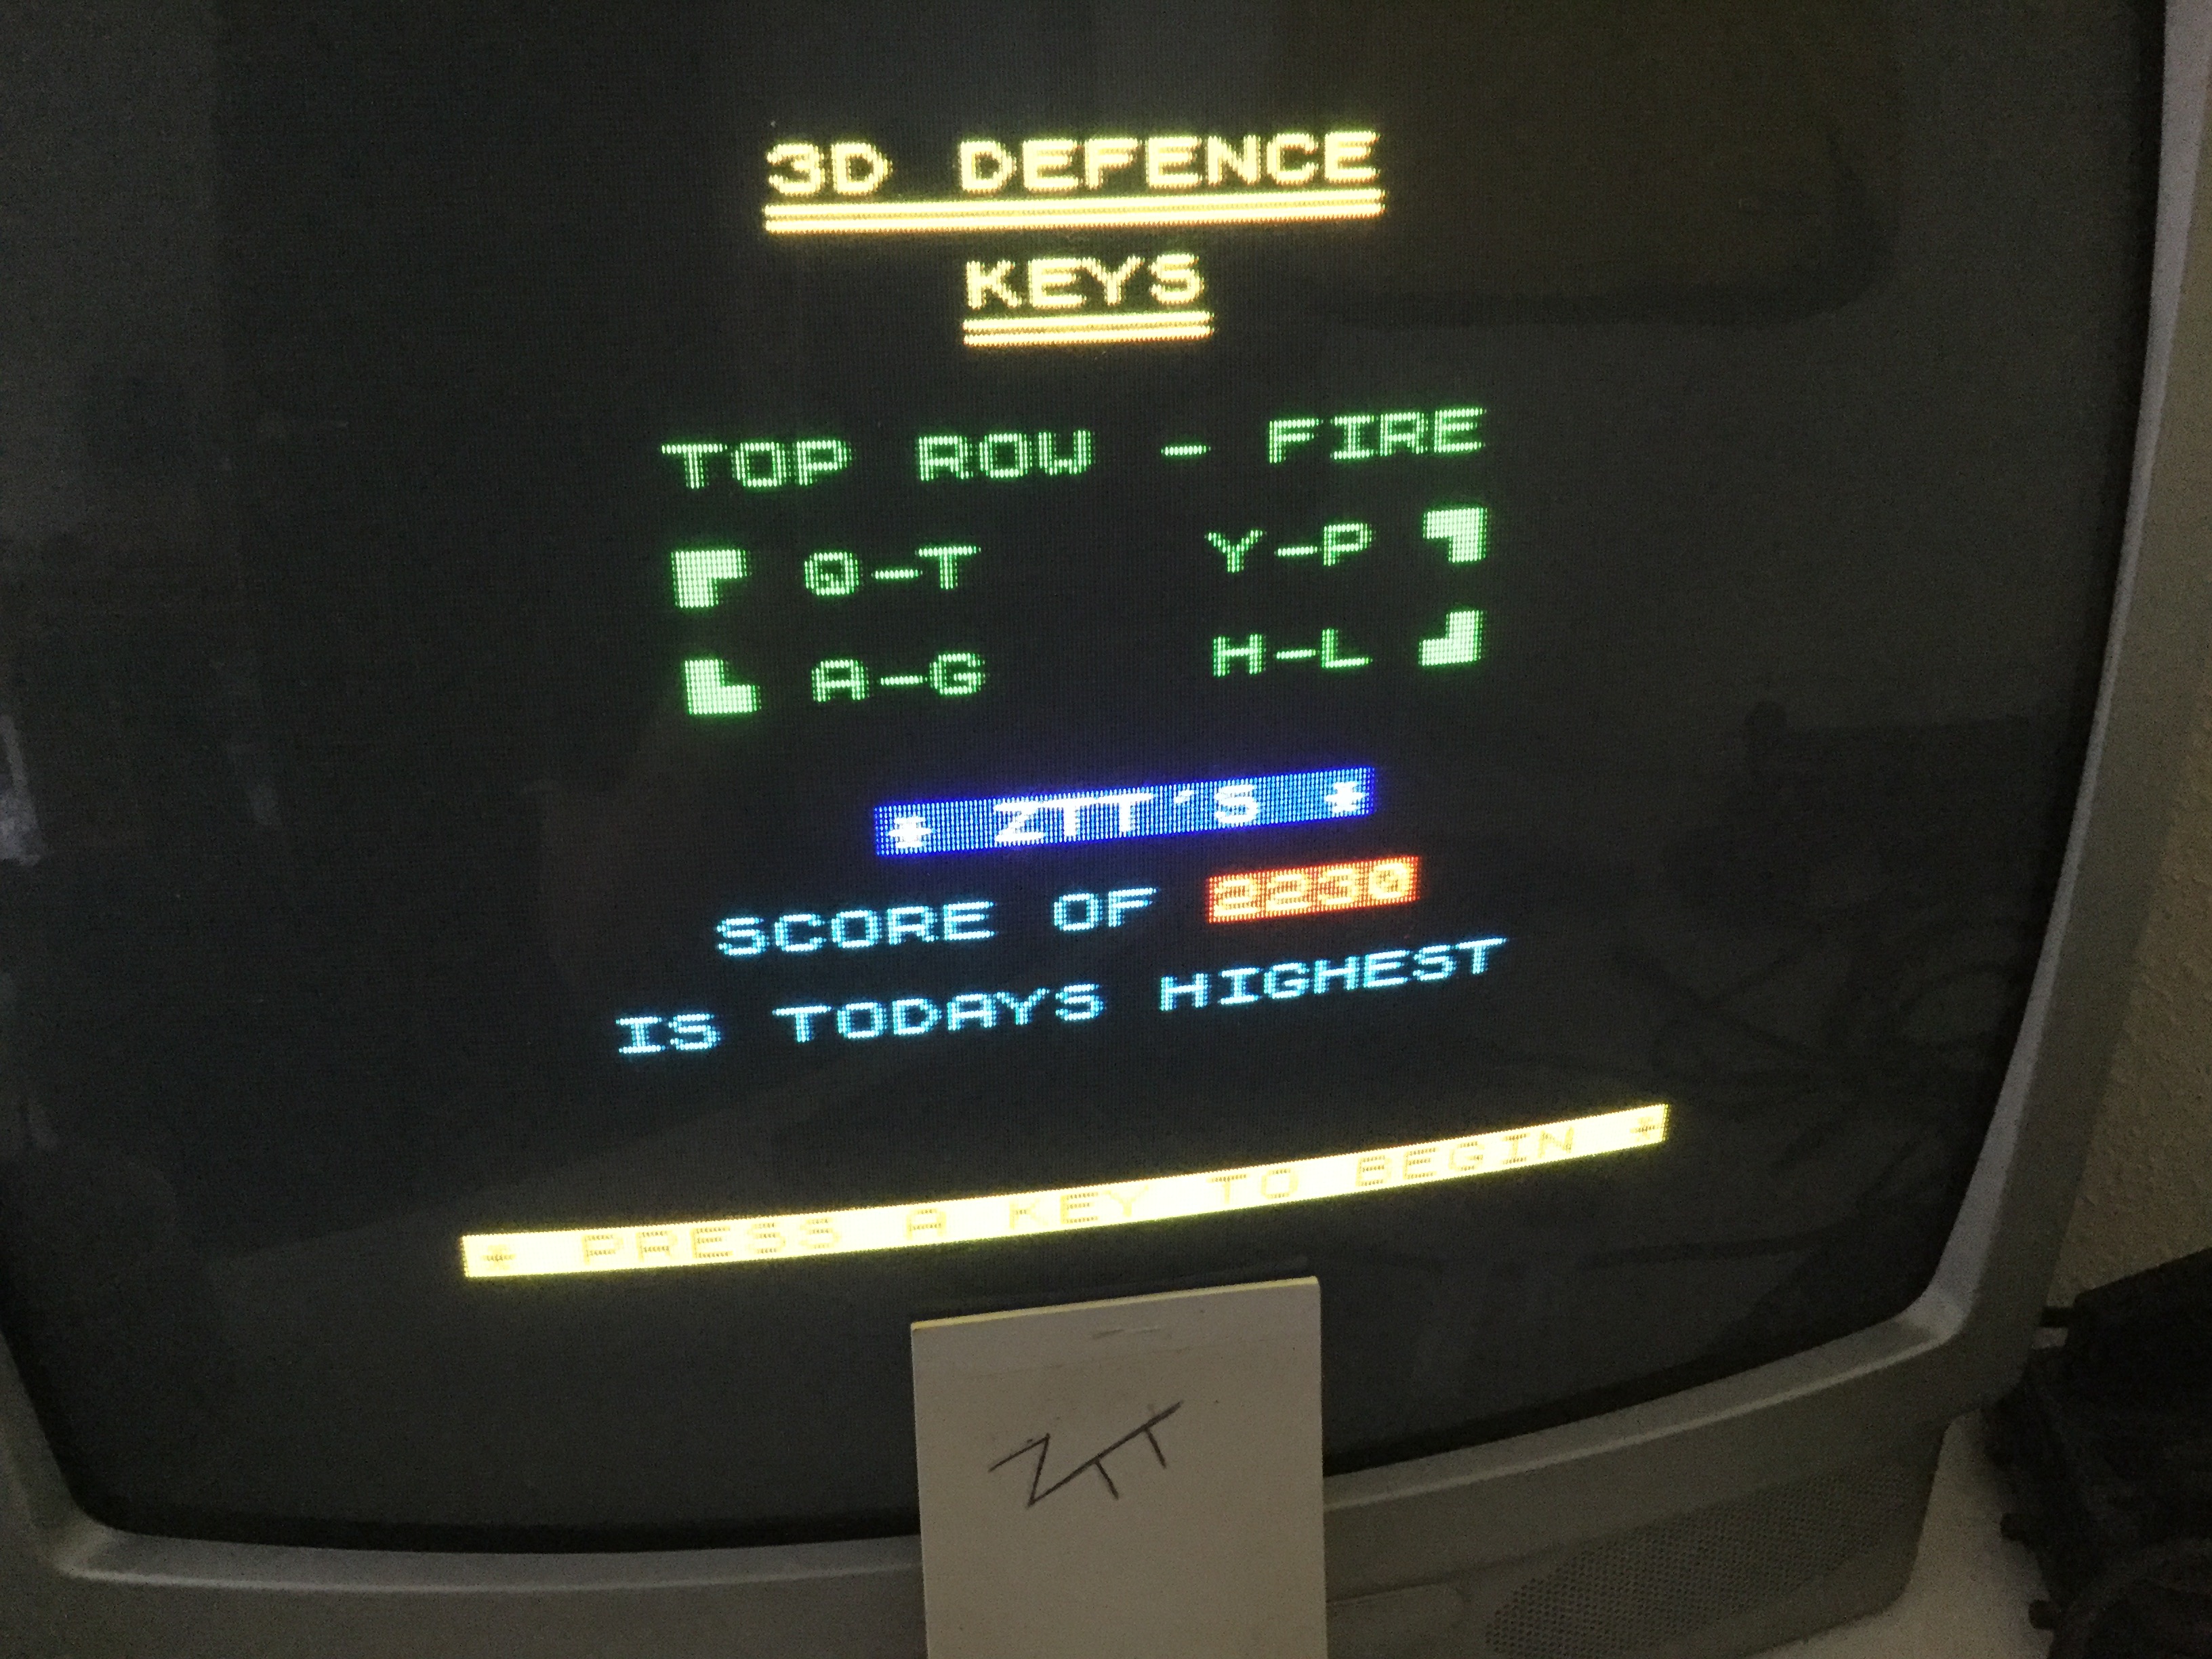 3D DEFENCE
KEYS
TOP ROW - FIRE
Q-T Y-P
A-G H-L
* ZTT'S *
SCORE OF 2230
IS TODAYS HIGHEST
* PRESS A KEY TO BEGIN *
ZTT